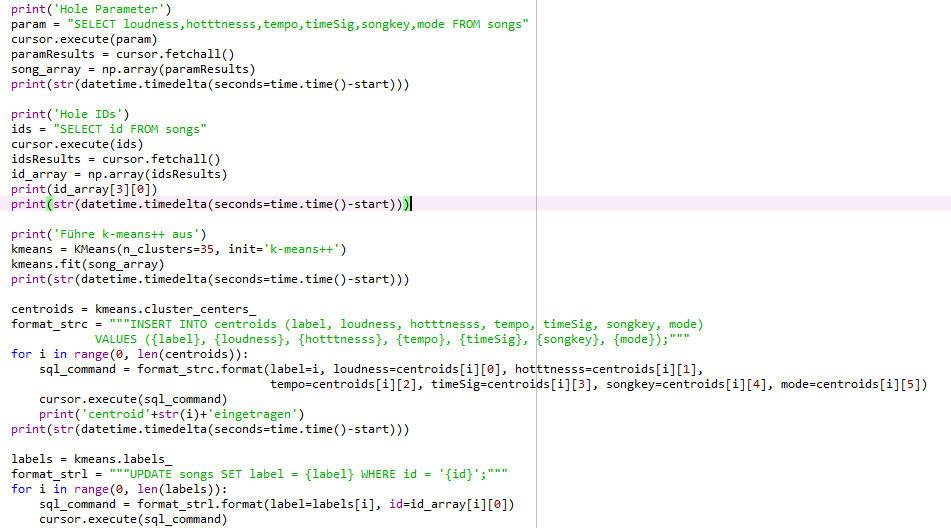 print('Hole Parameter')
param = "SELECT loudness,hotttnesss,tempo,timeSig,songkey,mode FROM songs"
cursor.execute(param)
paramResults = cursor.fetchall()
song_array = np.array(paramResults)
print(str(datetime.timedelta(seconds=time.time()-start)))

print('Hole IDs')
ids = "SELECT id FROM songs"
cursor.execute(ids)
idsResults = cursor.fetchall()
id_array = np.array(idsResults)
print(id_array[3][0])
print(str(datetime.timedelta(seconds=time.time()-start)))

print('Führe k-means++ aus')
kmeans = KMeans(n_clusters=35, init='k-means++')
kmeans.fit(song_array)
print(str(datetime.timedelta(seconds=time.time()-start)))

centroids = kmeans.cluster_centers_
format_strc = """INSERT INTO centroids (label, loudness, hotttnesss, tempo, timeSig, songkey, mode)
            VALUES ({label}, {loudness}, {hotttnesss}, {tempo}, {timeSig}, {songkey}, {mode});"""
for i in range(0, len(centroids)):
    sql_command = format_strc.format(label=i, loudness=centroids[i][0], hotttnesss=centroids[i][1],
                                     tempo=centroids[i][2], timeSig=centroids[i][3], songkey=centroids[i][4], mode=centroids[i][5])
    cursor.execute(sql_command)
    print('centroid'+str(i)+'eingetragen')
print(str(datetime.timedelta(seconds=time.time()-start)))

labels = kmeans.labels_
format_strl = """UPDATE songs SET label = {label} WHERE id = '{id}';"""
for i in range(0, len(labels)):
    sql_command = format_strl.format(label=labels[i], id=id_array[i][0])
    cursor.execute(sql_command)